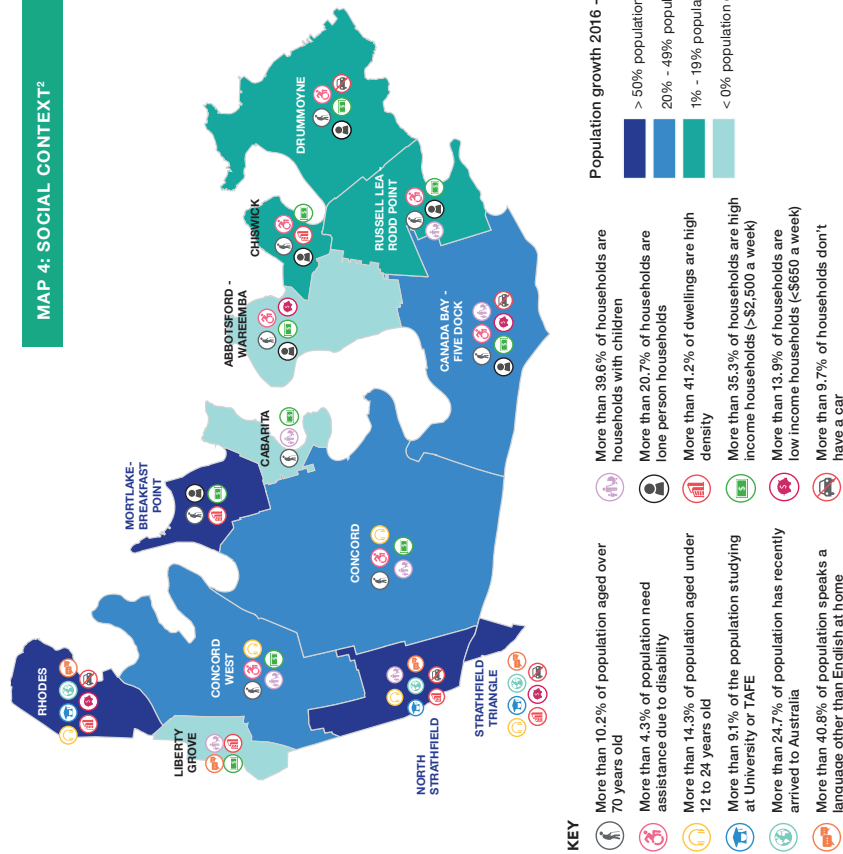 MAP 4: SOCIAL CONTEXT²
RHODES
MORTLAKE-
BREAKFAST
POINT
CABARITA
ABBOTSFORD -
WAREEMBA
CHISWICK
DRUMMOYNE
RUSSELL LEA -
RODD POINT
CANADA BAY -
FIVE DOCK
CONCORD
CONCORD
WEST
LIBERTY
GROVE
NORTH
STRATHFIELD
STRATHFIELD
TRIANGLE
KEY
More than 10.2% of population aged over
70 years old
More than 4.3% of population need
assistance due to disability
More than 14.3% of population aged under
12 to 24 years old
More than 9.1% of the population studying
at University or TAFE
More than 24.7% of population has recently
arrived to Australia
More than 40.8% of population speaks a
language other than English at home
More than 39.6% of households are
households with children
More than 20.7% of households are
lone person households
More than 41.2% of dwellings are high
density
More than 35.3% of households are high
income households (>$2,500 a week)
More than 13.9% of households are
low income households (<$650 a week)
More than 9.7% of households don't
have a car
Population growth 2016 -
> 50% population
20% - 49% popul
1% - 19% popula
< 0% population